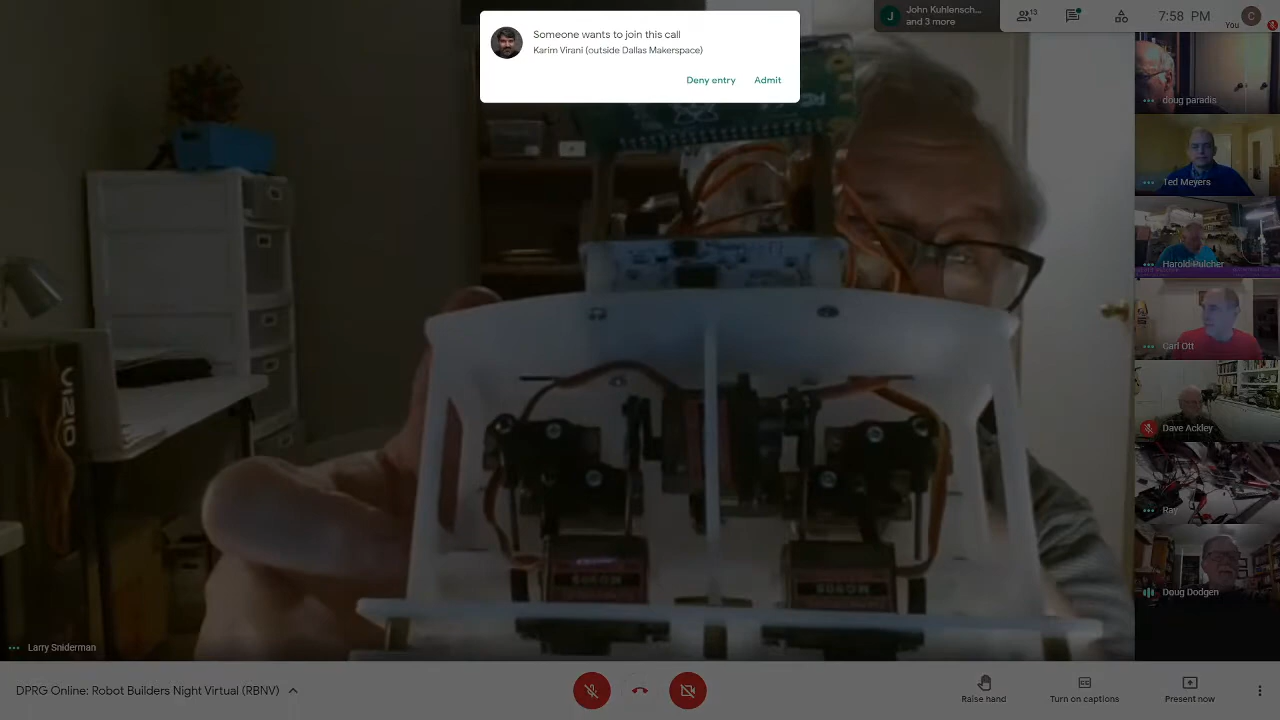 Someone wants to join this call
Karim Virani (outside Dallas Makerspace)
Deny entry
Admit
J
John Kuhlensch...
and 3 more
13
7:58 PM
You
C
doug paradis
Ted Meyers
Harold Pulcher
Carl Ott
Dave Ackley
Ray
Doug Dodgen
VIZIO
Larry Sniderman
DPRG Online: Robot Builders Night Virtual (RBNV)
Raise hand
Turn on captions
Present now